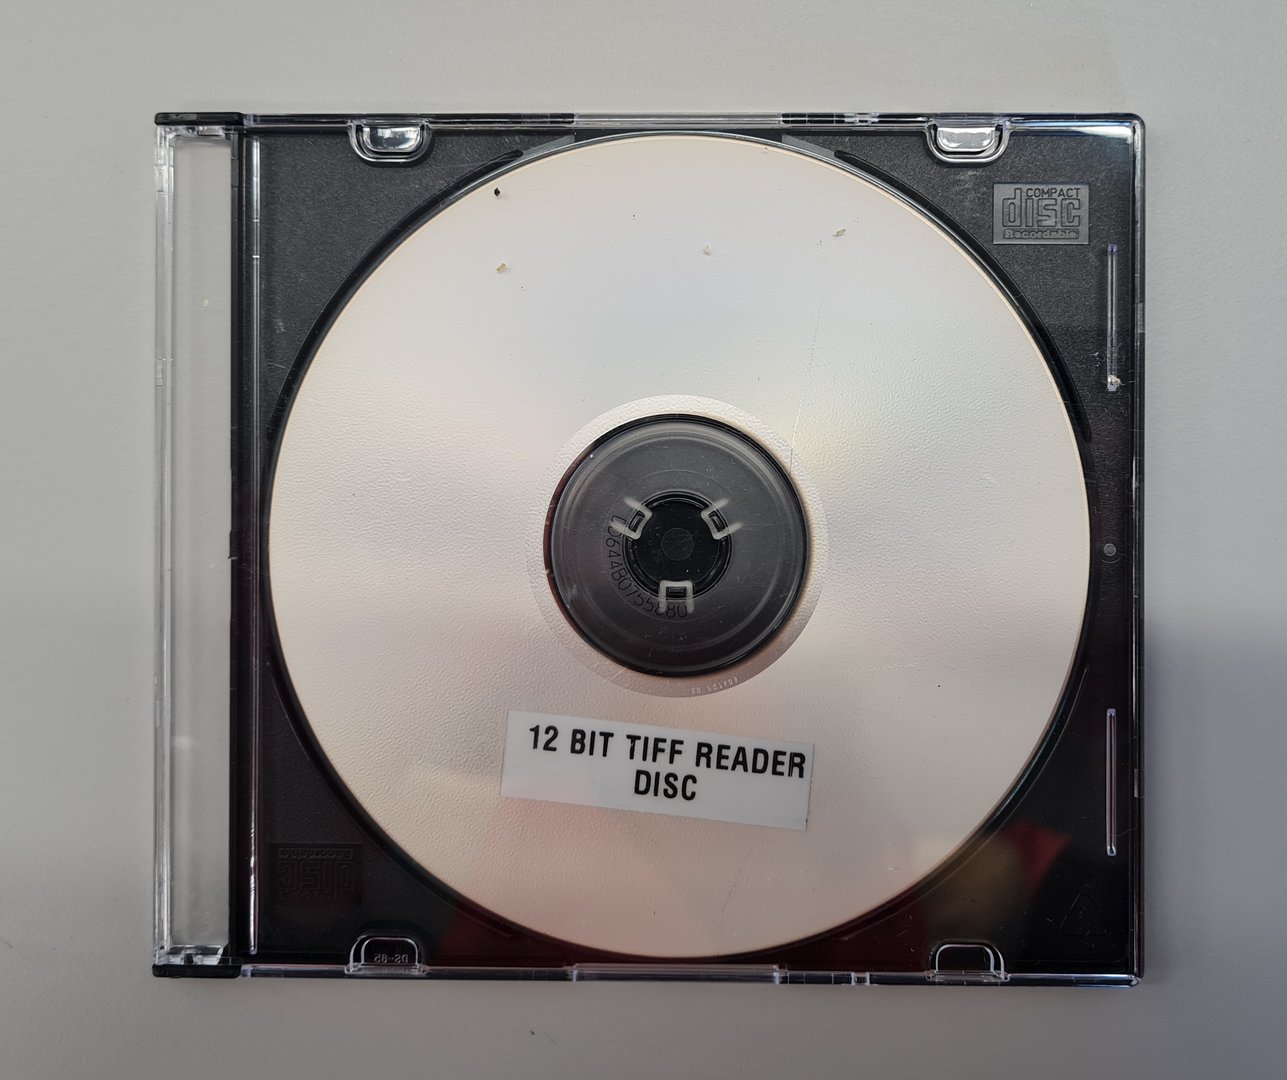 COMPACT
disc
Recordable
12 BIT TIFF READER
DISC